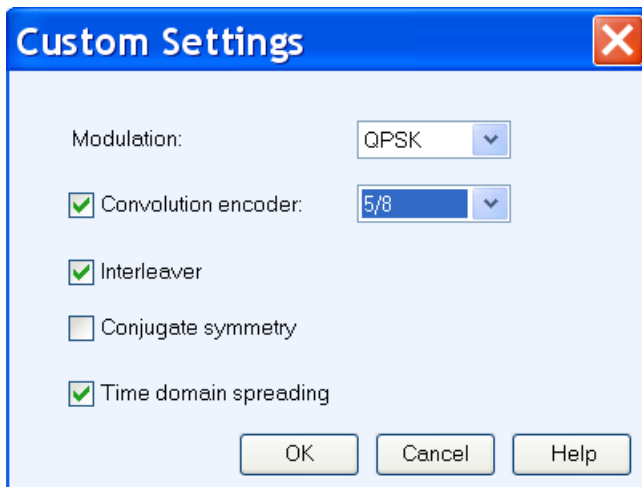 Custom Settings
Modulation: QPSK
Convolution encoder: 5/8
Interleaver
Conjugate symmetry
Time domain spreading
OK Cancel Help